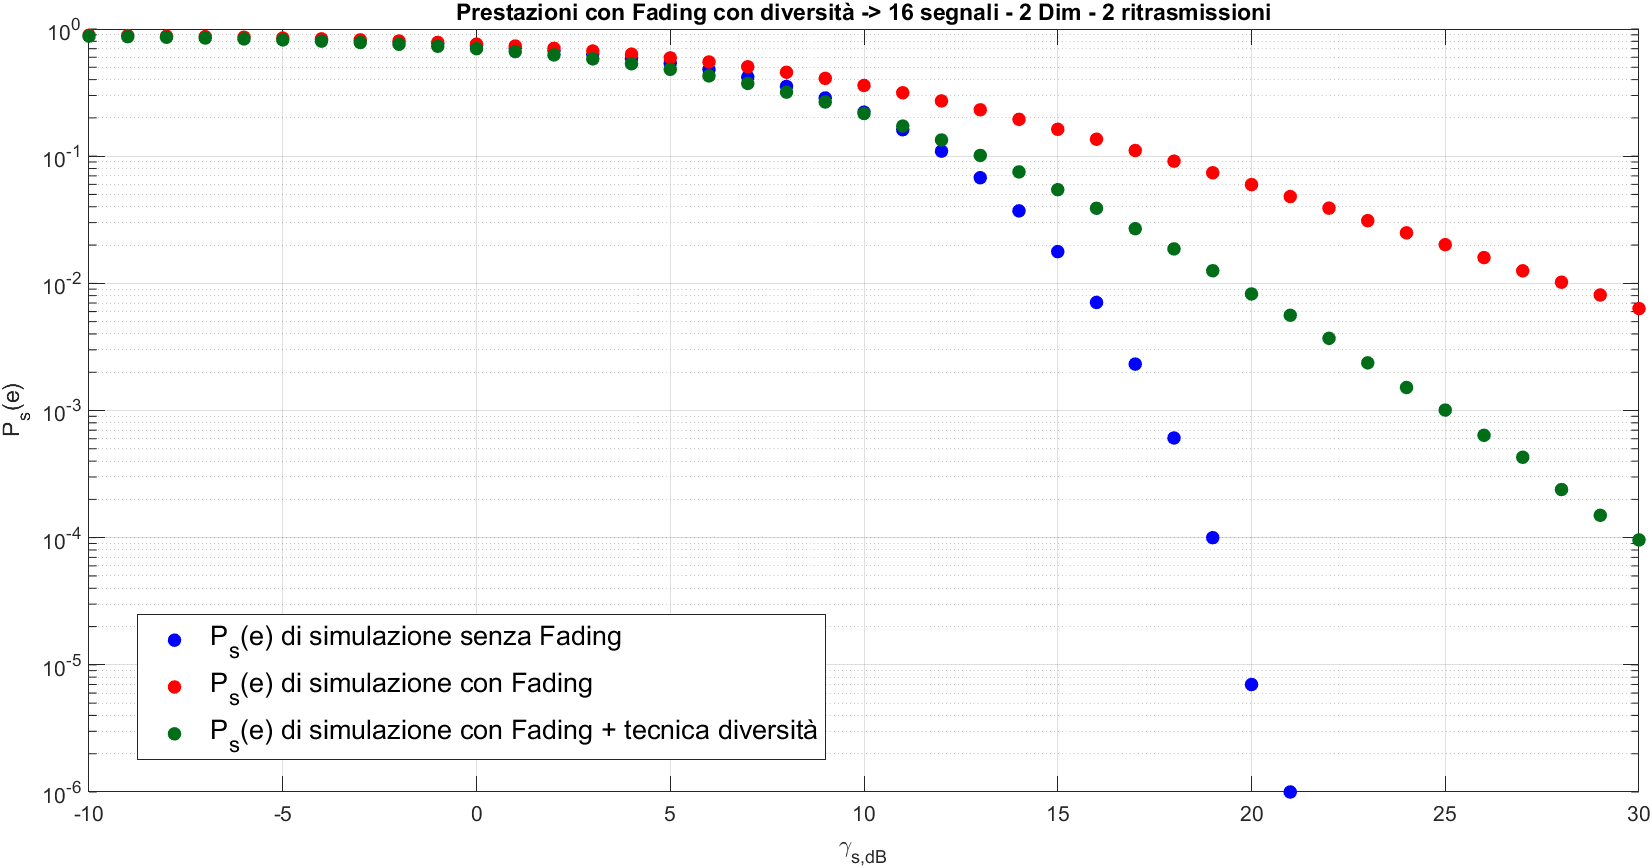 Prestazioni con Fading con diversità -> 16 segnali - 2 Dim - 2 ritrasmissioni
P_s(e)
10^0
10^-1
10^-2
10^-3
10^-4
10^-5
10^-6
P_s(e) di simulazione senza Fading
P_s(e) di simulazione con Fading
P_s(e) di simulazione con Fading + tecnica diversità
-10 -5 0 5 10 15 20 25 30
γ_s,dB